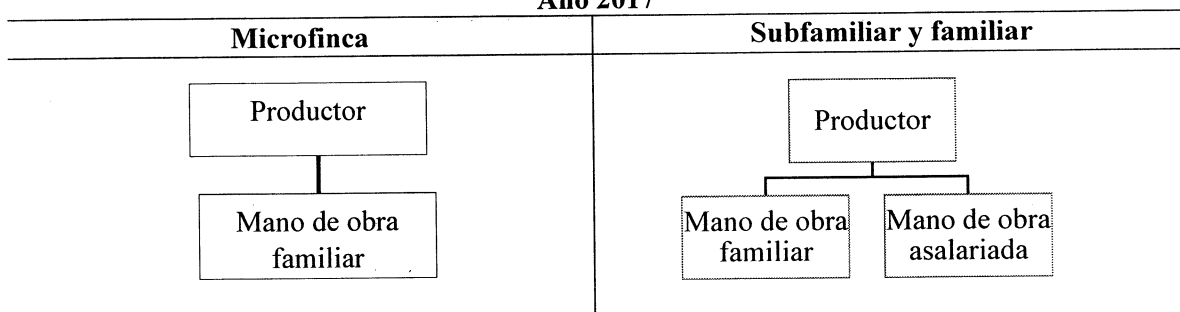 Año 2017
Microfinca
Subfamiliar y familiar
Productor
Mano de obra
familiar
Productor
Mano de obra
familiar
Mano de obra
asalariada